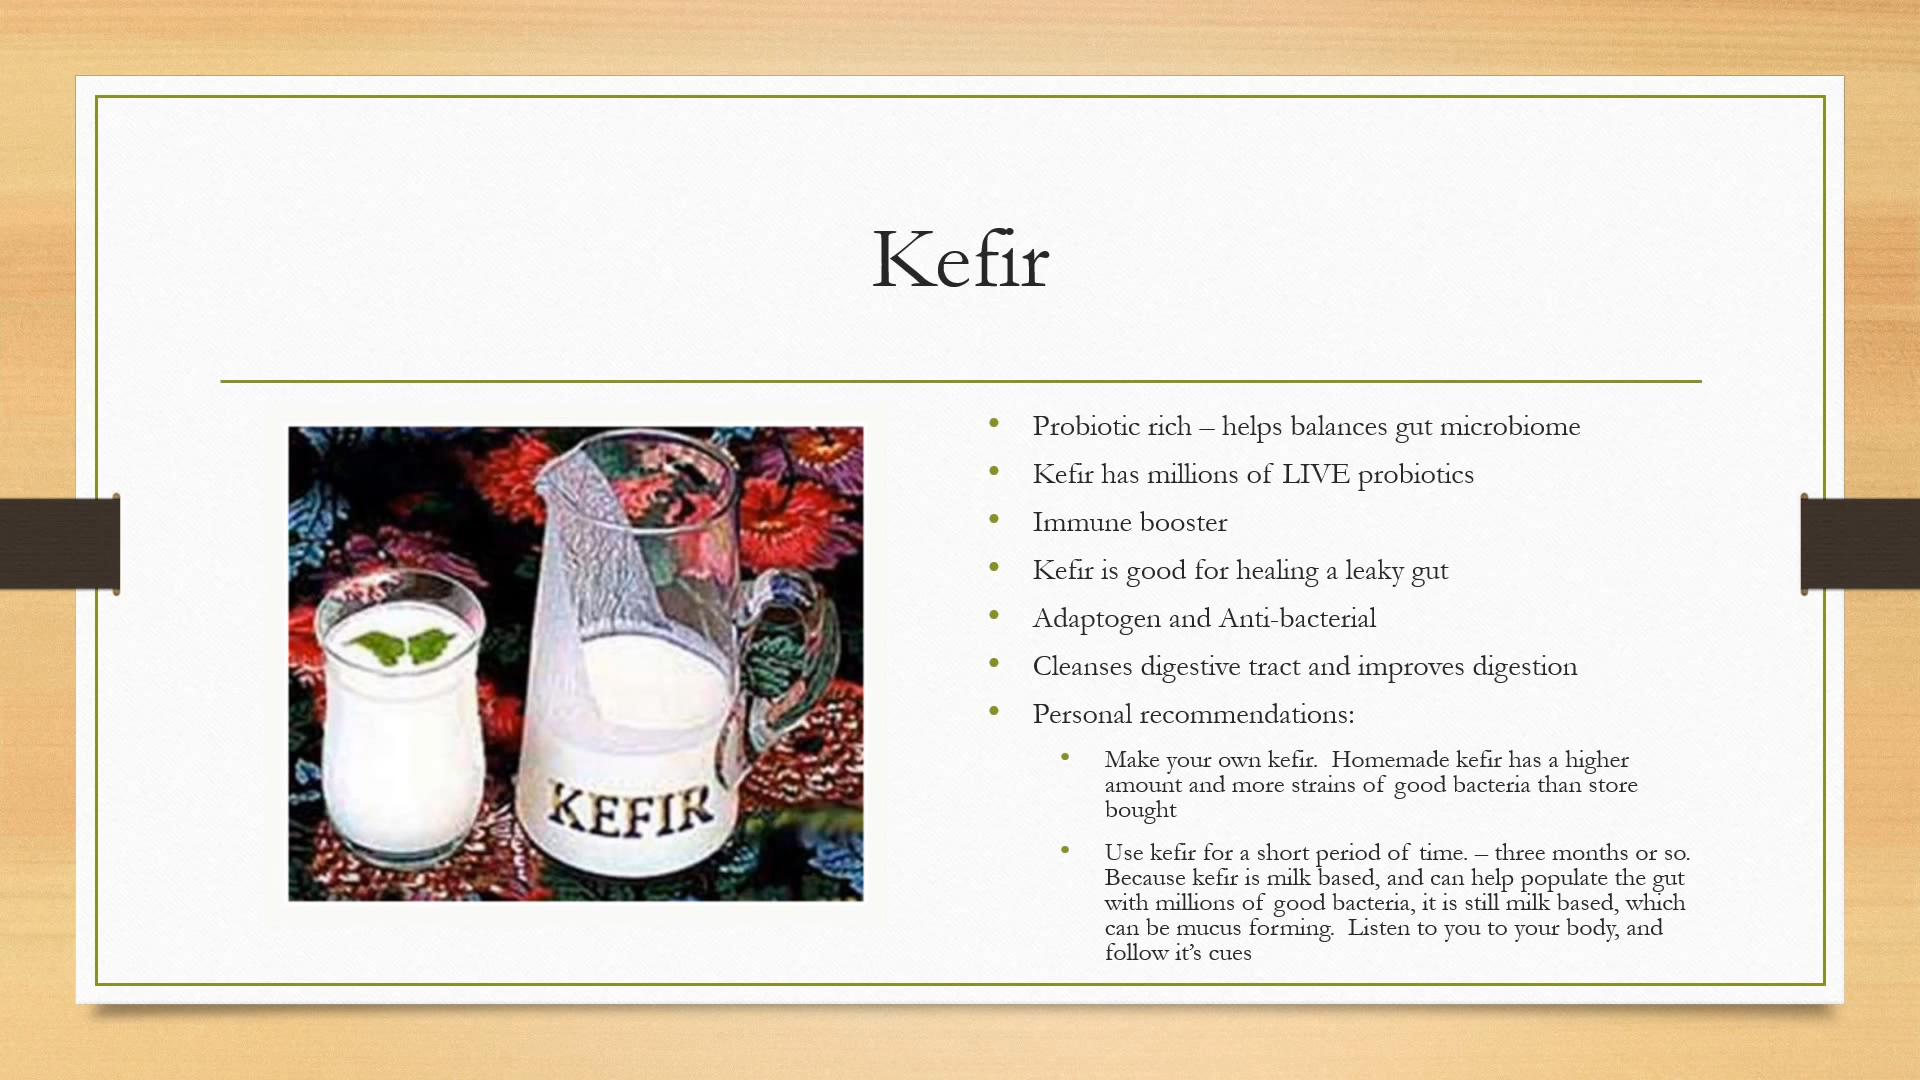 Kefir
KEFIR
• Probiotic rich – helps balances gut microbiome
• Kefir has millions of LIVE probiotics
• Immune booster
• Kefir is good for healing a leaky gut
• Adaptogen and Anti-bacterial
• Cleanses digestive tract and improves digestion
• Personal recommendations:
• Make your own kefir.  Homemade kefir has a higher
amount and more strains of good bacteria than store
bought
• Use kefir for a short period of time. – three months or so.
Because kefir is milk based, and can help populate the gut
with millions of good bacteria, it is still milk based, which
can be mucus forming.  Listen to you to your body, and
follow it’s cues